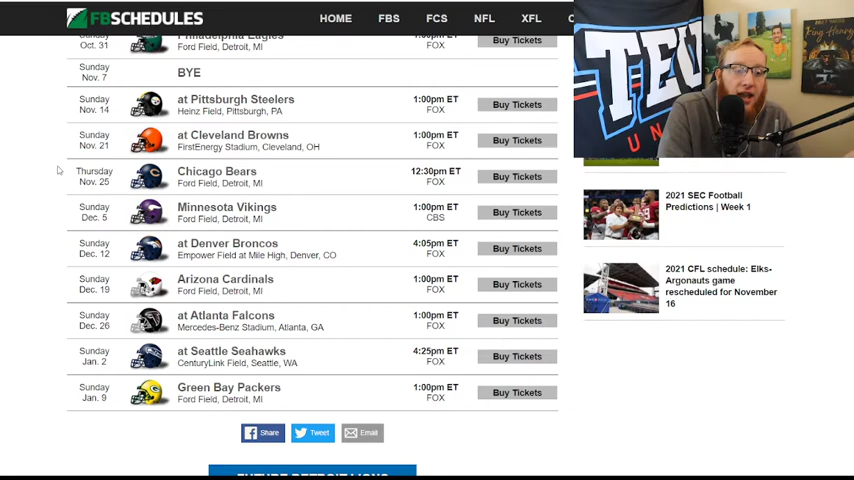 FBSCHEDULES
HOME FBS FCS NFL XFL
Sunday
Oct. 31
Philadelphia Eagles
Ford Field, Detroit, MI
1:00pm ET
FOX
Buy Tickets
Sunday
Nov. 7
BYE
Sunday
Nov. 14
at Pittsburgh Steelers
Heinz Field, Pittsburgh, PA
1:00pm ET
FOX
Buy Tickets
Sunday
Nov. 21
at Cleveland Browns
FirstEnergy Stadium, Cleveland, OH
1:00pm ET
FOX
Buy Tickets
Thursday
Nov. 25
Chicago Bears
Ford Field, Detroit, MI
12:30pm ET
FOX
Buy Tickets
Sunday
Dec. 5
Minnesota Vikings
Ford Field, Detroit, MI
1:00pm ET
CBS
Buy Tickets
Sunday
Dec. 12
at Denver Broncos
Empower Field at Mile High, Denver, CO
4:05pm ET
FOX
Buy Tickets
Sunday
Dec. 19
Arizona Cardinals
Ford Field, Detroit, MI
1:00pm ET
FOX
Buy Tickets
Sunday
Dec. 26
at Atlanta Falcons
Mercedes-Benz Stadium, Atlanta, GA
1:00pm ET
FOX
Buy Tickets
Sunday
Jan. 2
at Seattle Seahawks
CenturyLink Field, Seattle, WA
4:25pm ET
FOX
Buy Tickets
Sunday
Jan. 9
Green Bay Packers
Ford Field, Detroit, MI
1:00pm ET
FOX
Buy Tickets
Share Tweet Email
FUTURE DETROIT LIONS
2021 SEC Football
Predictions | Week 1
2021 CFL schedule: Elks-
Argonauts game
rescheduled for November
16